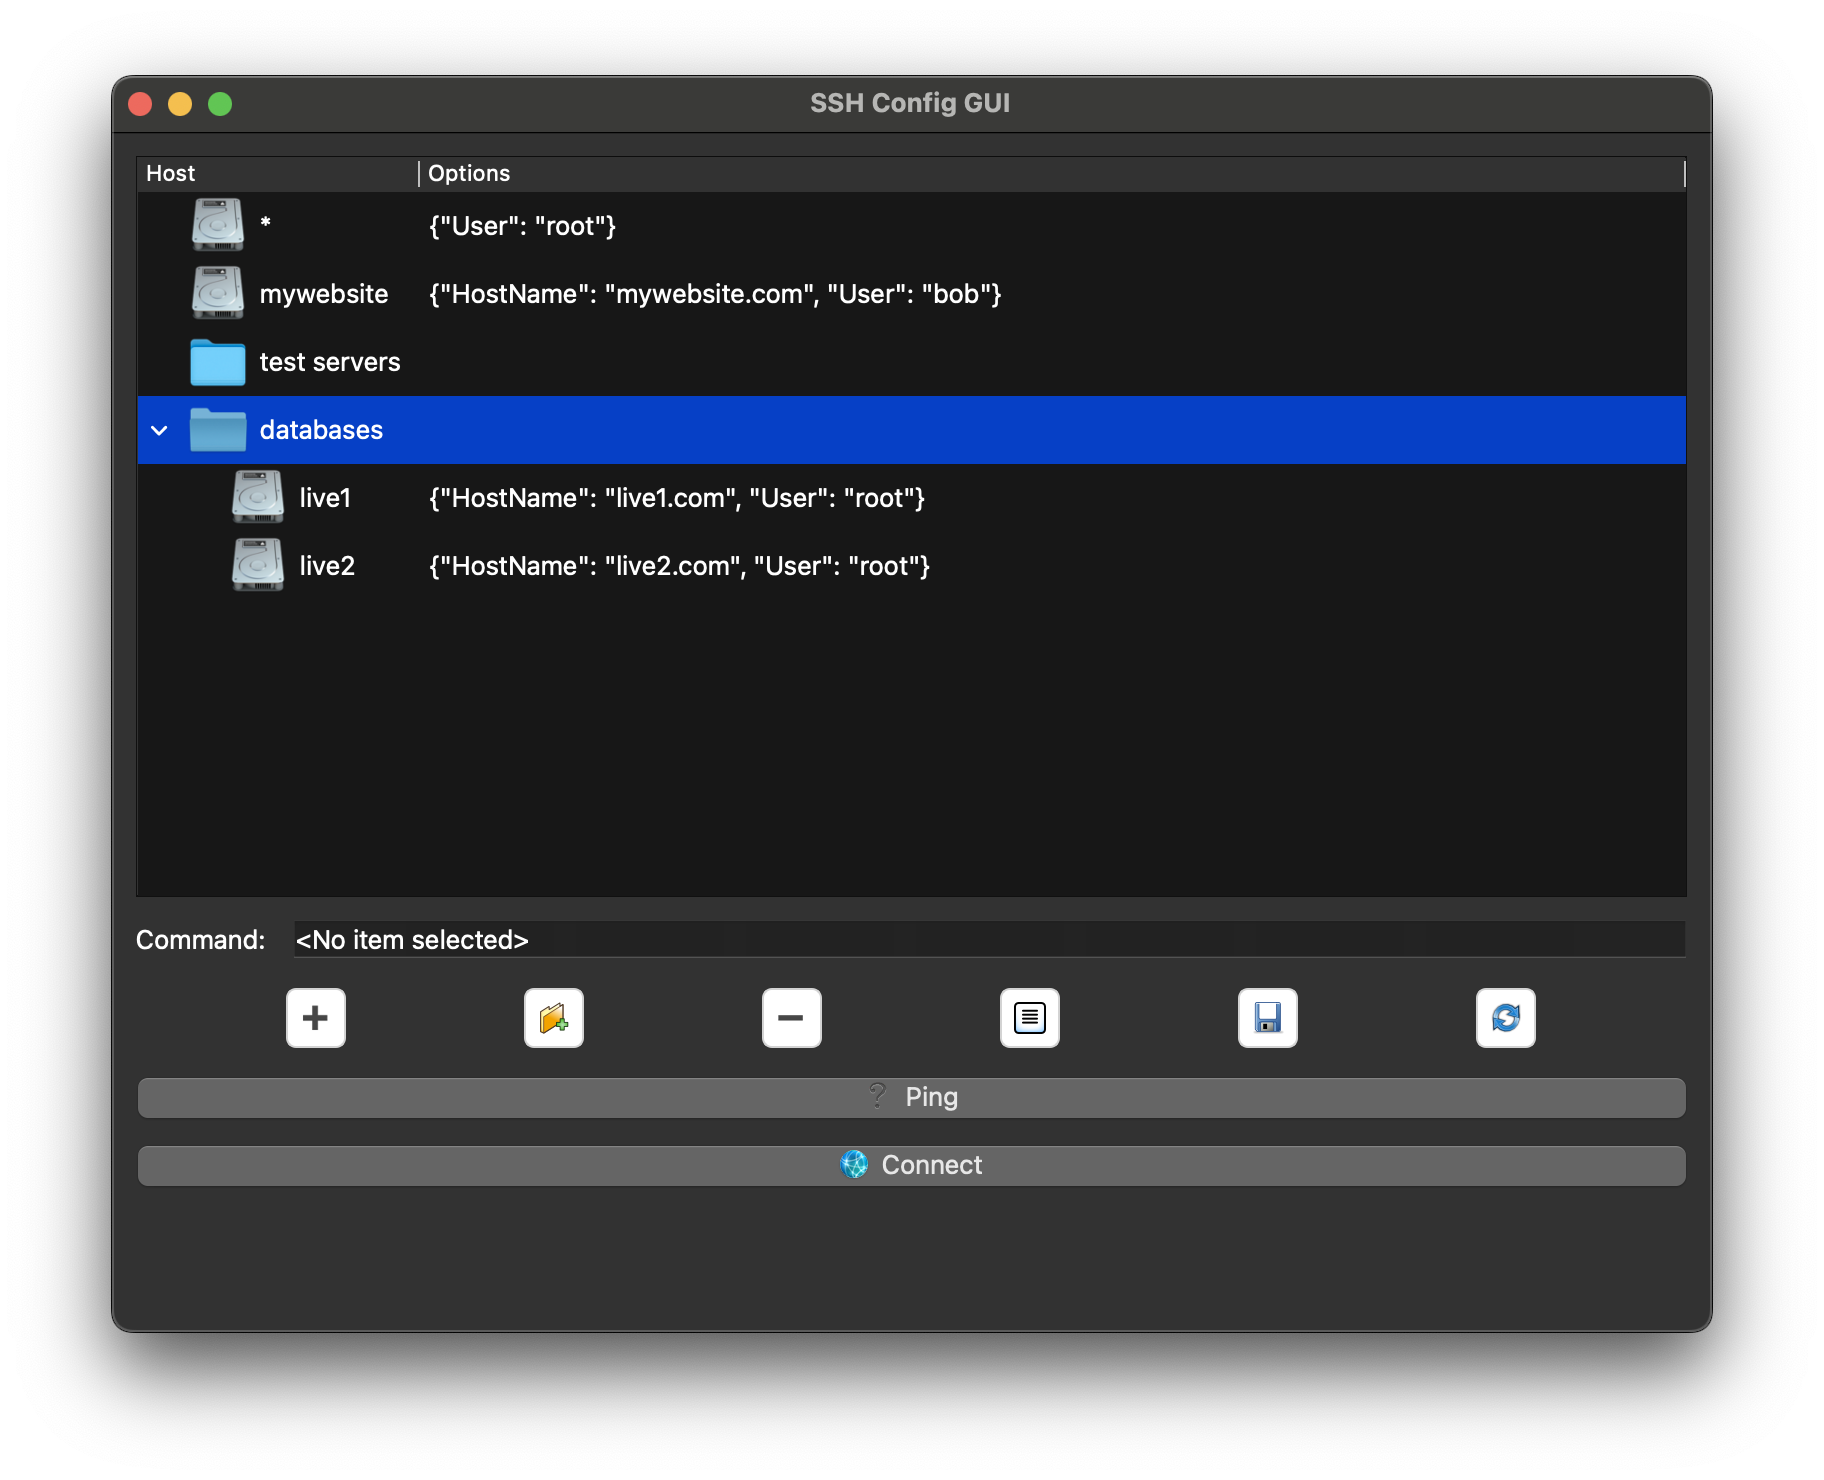 SSH Config GUI
Host Options
* {"User": "root"}
mywebsite {"HostName": "mywebsite.com", "User": "bob"}
test servers
databases
live1 {"HostName": "live1.com", "User": "root"}
live2 {"HostName": "live2.com", "User": "root"}
Command: <No item selected>
? Ping
Connect